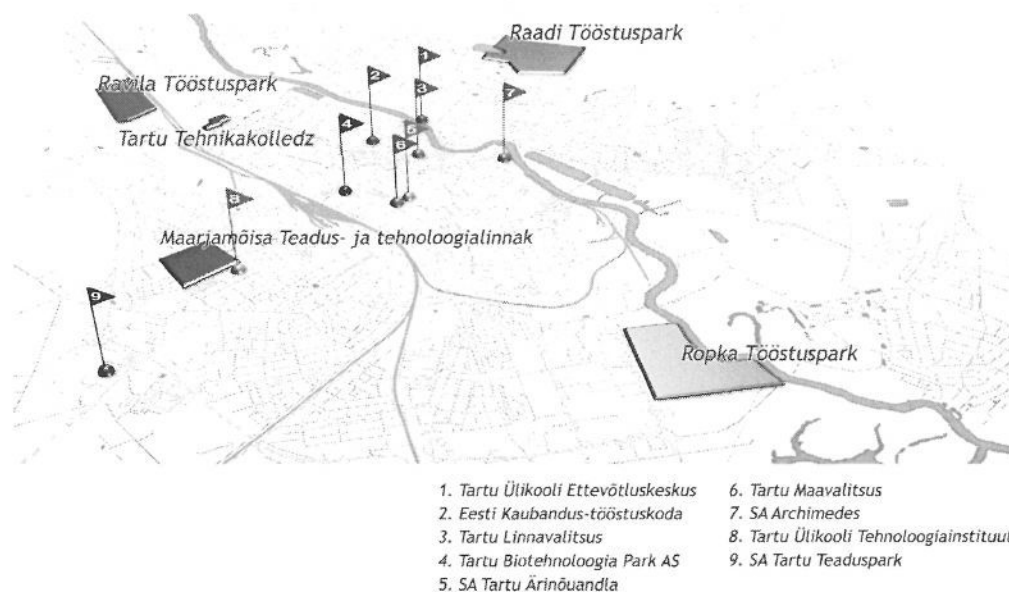 Raadi Tööstuspark
1
2
Ravila Tööstuspark
3
7
4
5
Tartu Tehnikakolledz
6
8
Maarjamõisa Teadus- ja tehnoloogialinnak
9
Ropka Tööstuspark
1. Tartu Ülikooli Ettevõtluskeskus
2. Eesti Kaubandus-tööstuskoda
3. Tartu Linnavalitsus
4. Tartu Biotehnoloogia Park AS
5. SA Tartu Ärinõuandla
6. Tartu Maavalitsus
7. SA Archimedes
8. Tartu Ülikooli Tehnoloogiainstituut
9. SA Tartu Teaduspark